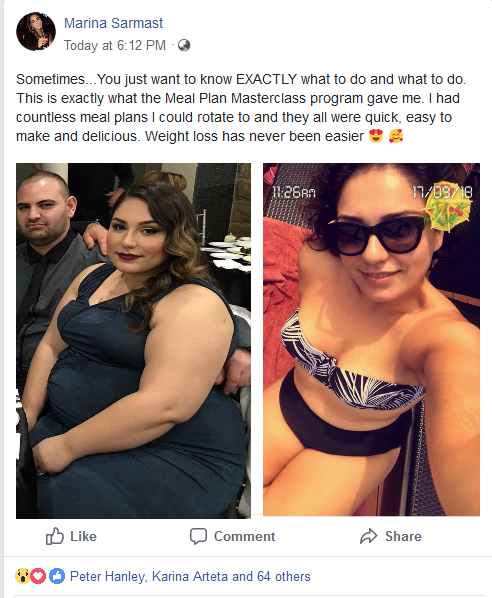 Marina Sarmast
Today at 6:12 PM ·
Sometimes...You just want to know EXACTLY what to do and what to do.
This is exactly what the Meal Plan Masterclass program gave me. I had
countless meal plans I could rotate to and they all were quick, easy to
make and delicious. Weight loss has never been easier 😍 🥰
11:26AM 17/09/18
Like Comment Share
Peter Hanley, Karina Arteta and 64 others